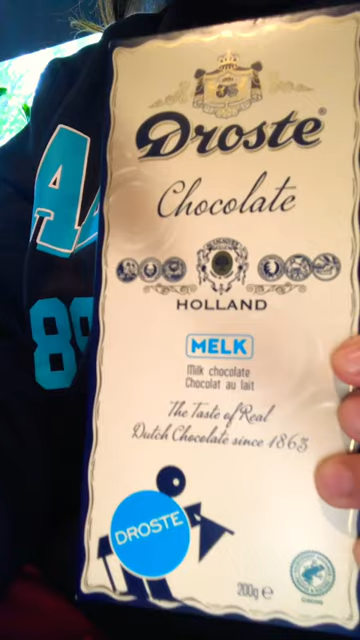 Droste®
Chocolate
HOLLAND
MELK
Milk chocolate
Chocolat au lait
The Taste of Real
Dutch Chocolate since 1863
DROSTE
200g e
A
89